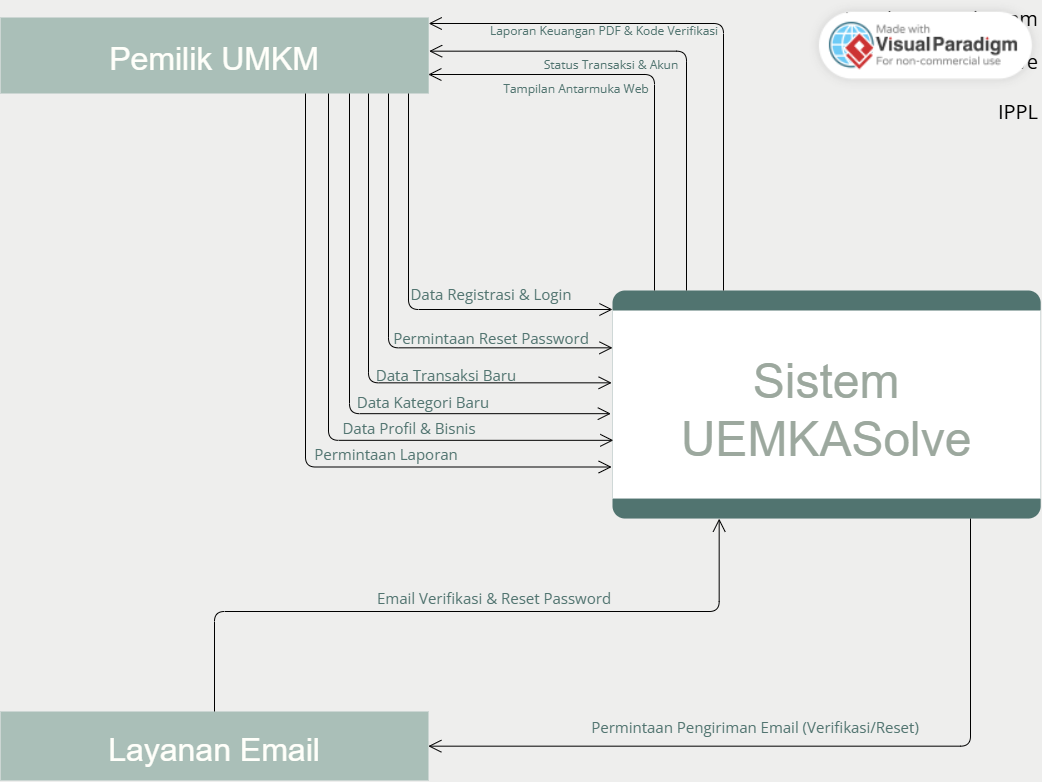 Pemilik UMKM
Laporan Keuangan PDF & Kode Verifikasi
Status Transaksi & Akun
Tampilan Antarmuka Web
Made with
Visual Paradigm
For non-commercial use
IPPL
Data Registrasi & Login
Permintaan Reset Password
Data Transaksi Baru
Data Kategori Baru
Data Profil & Bisnis
Permintaan Laporan
Sistem
UEMKASolve
Email Verifikasi & Reset Password
Permintaan Pengiriman Email (Verifikasi/Reset)
Layanan Email